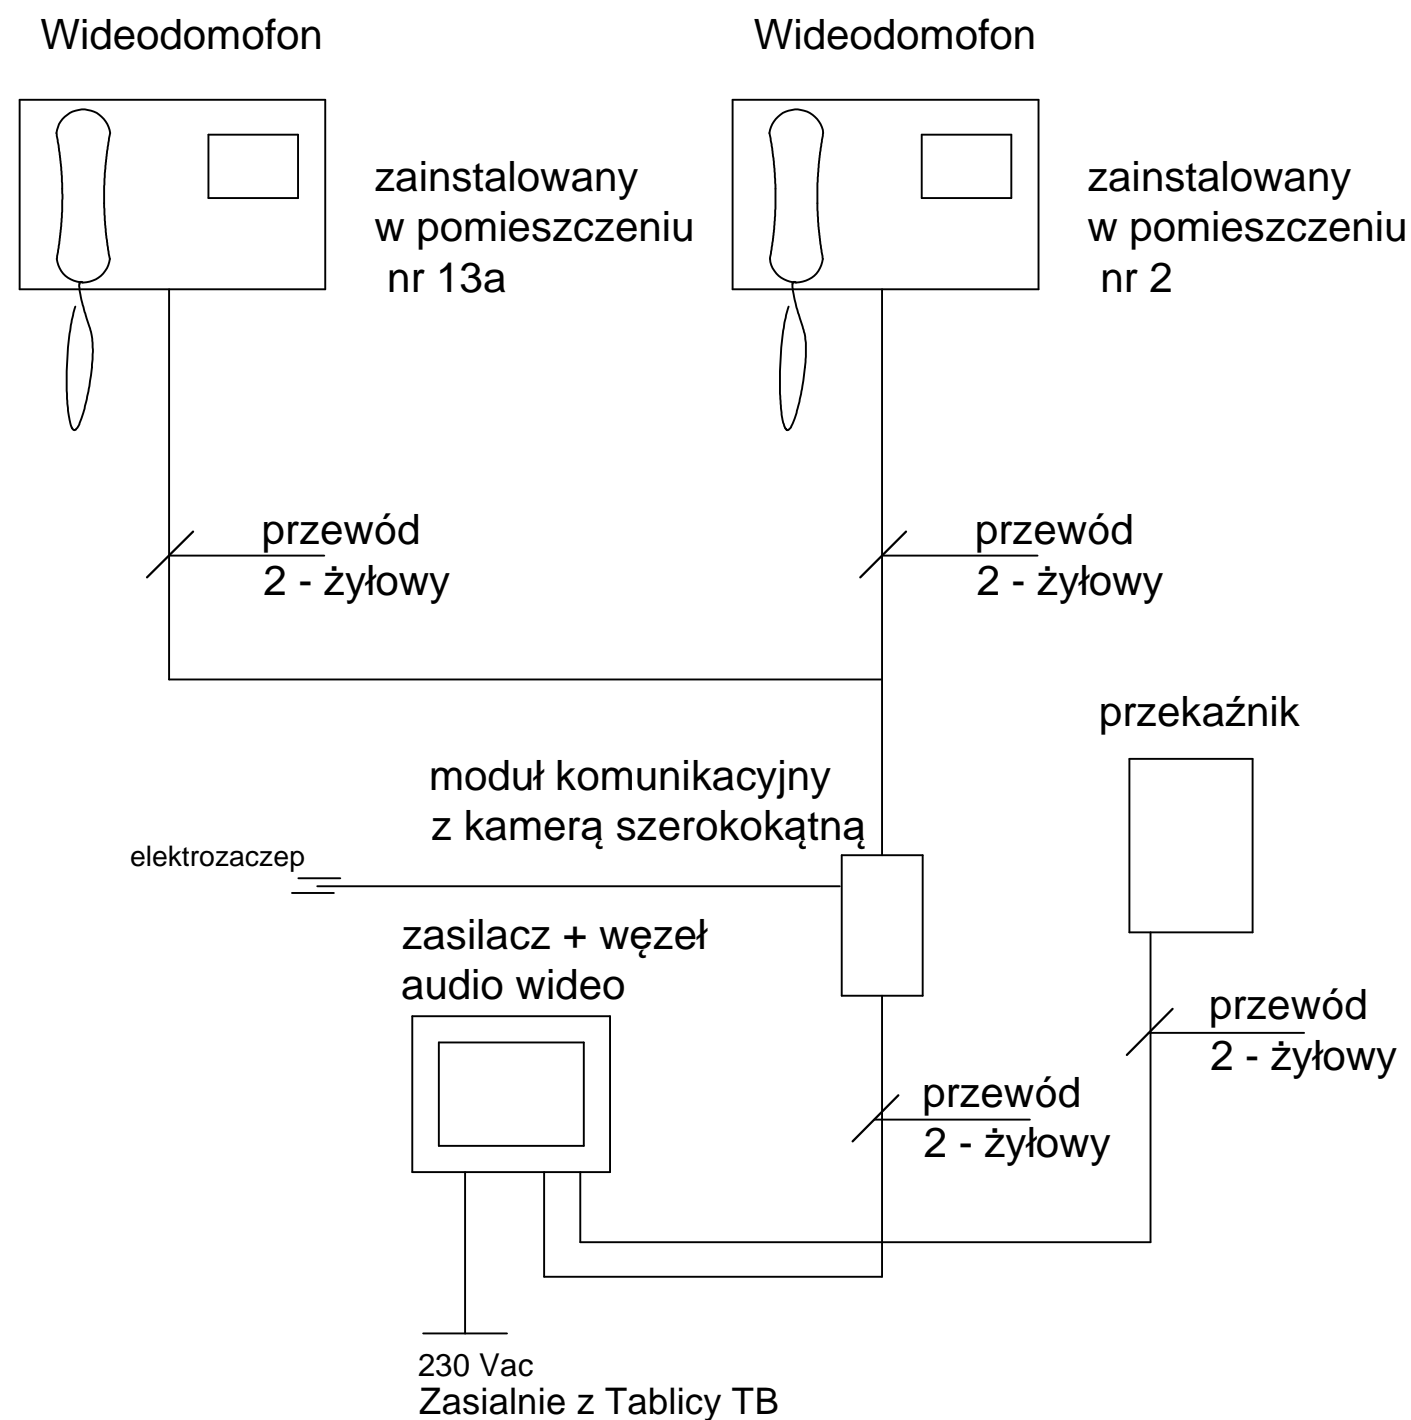 Wideodomofon
Wideodomofon
zainstalowany
w pomieszczeniu
nr 13a
zainstalowany
w pomieszczeniu
nr 2
przewód
2 - żyłowy
przewód
2 - żyłowy
przekaźnik
moduł komunikacyjny
z kamerą szerokokątną
elektrozaczep
zasilacz + węzeł
audio wideo
przewód
2 - żyłowy
przewód
2 - żyłowy
230 Vac
Zasialnie z Tablicy TB